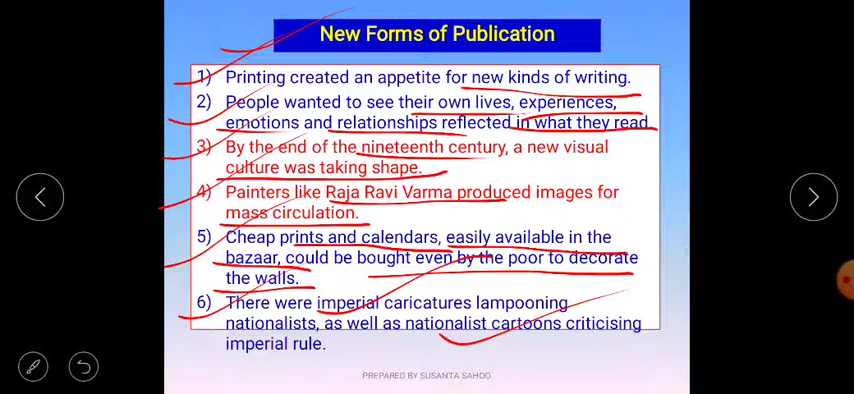 New Forms of Publication
1) Printing created an appetite for new kinds of writing.
2) People wanted to see their own lives, experiences,
emotions and relationships reflected in what they read.
3) By the end of the nineteenth century, a new visual
culture was taking shape.
4) Painters like Raja Ravi Varma produced images for
mass circulation.
5) Cheap prints and calendars, easily available in the
bazaar, could be bought even by the poor to decorate
the walls.
6) There were imperial caricatures lampooning
nationalists, as well as nationalist cartoons criticising
imperial rule.
PREPARED BY SUSANTA SAHOO